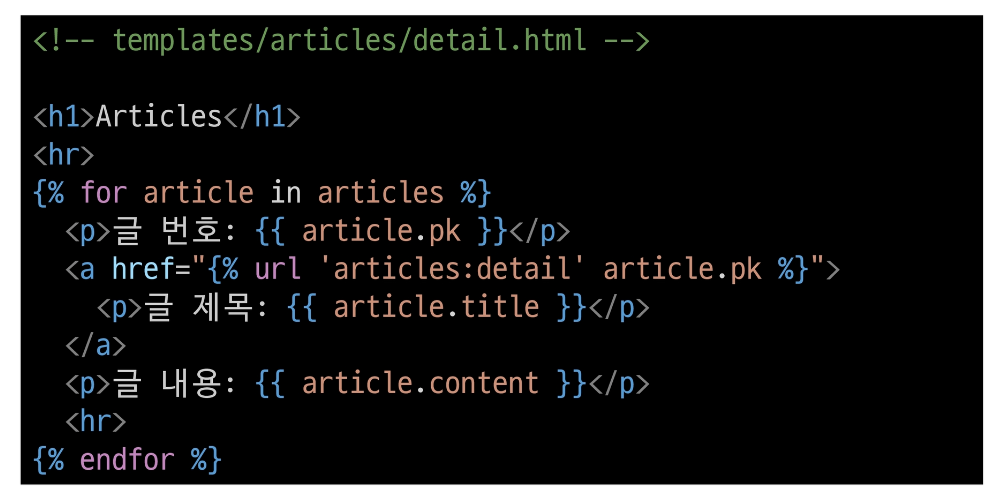 <!-- templates/articles/detail.html -->
<h1>Articles</h1>
<hr>
{% for article in articles %}
<p>글 번호: {{ article.pk }}</p>
<a href="{% url 'articles:detail' article.pk %}">
<p>글 제목: {{ article.title }}</p>
</a>
<p>글 내용: {{ article.content }}</p>
<hr>
{% endfor %}